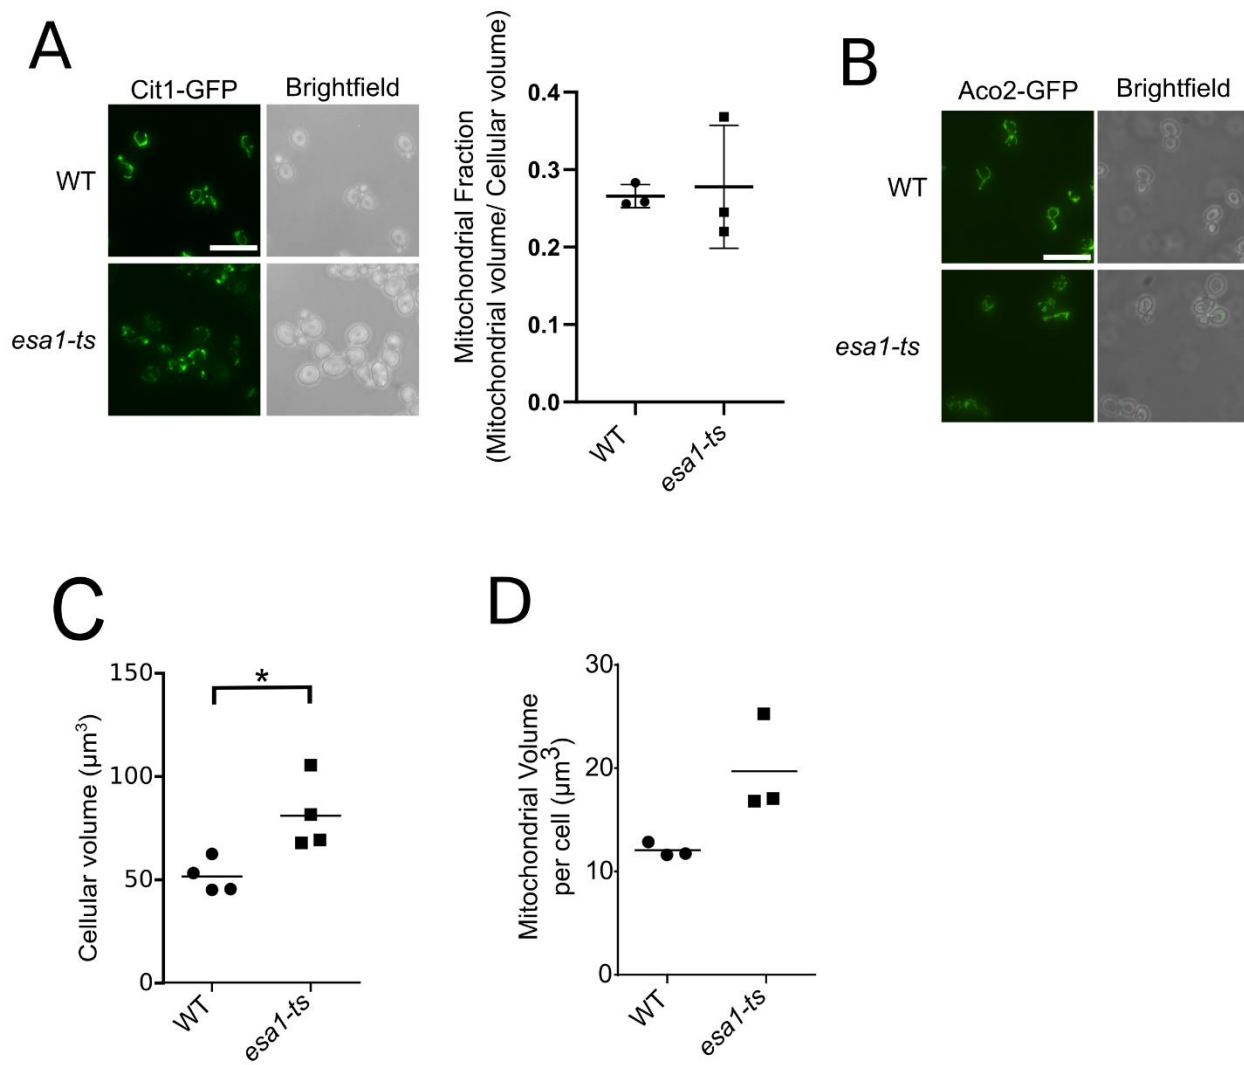 A
Cit1-GFP Brightfield
WT
esa1-ts
Mitochondrial Fraction
(Mitochondrial volume/ Cellular volume)
0.4
0.3
0.2
0.1
0.0
WT
esa1-ts
B
Aco2-GFP Brightfield
WT
esa1-ts
C
Cellular volume (µm³)
150
100
50
0
*
WT
esa1-ts
D
Mitochondrial Volume
per cell (µm³)
30
20
10
0
WT
esa1-ts